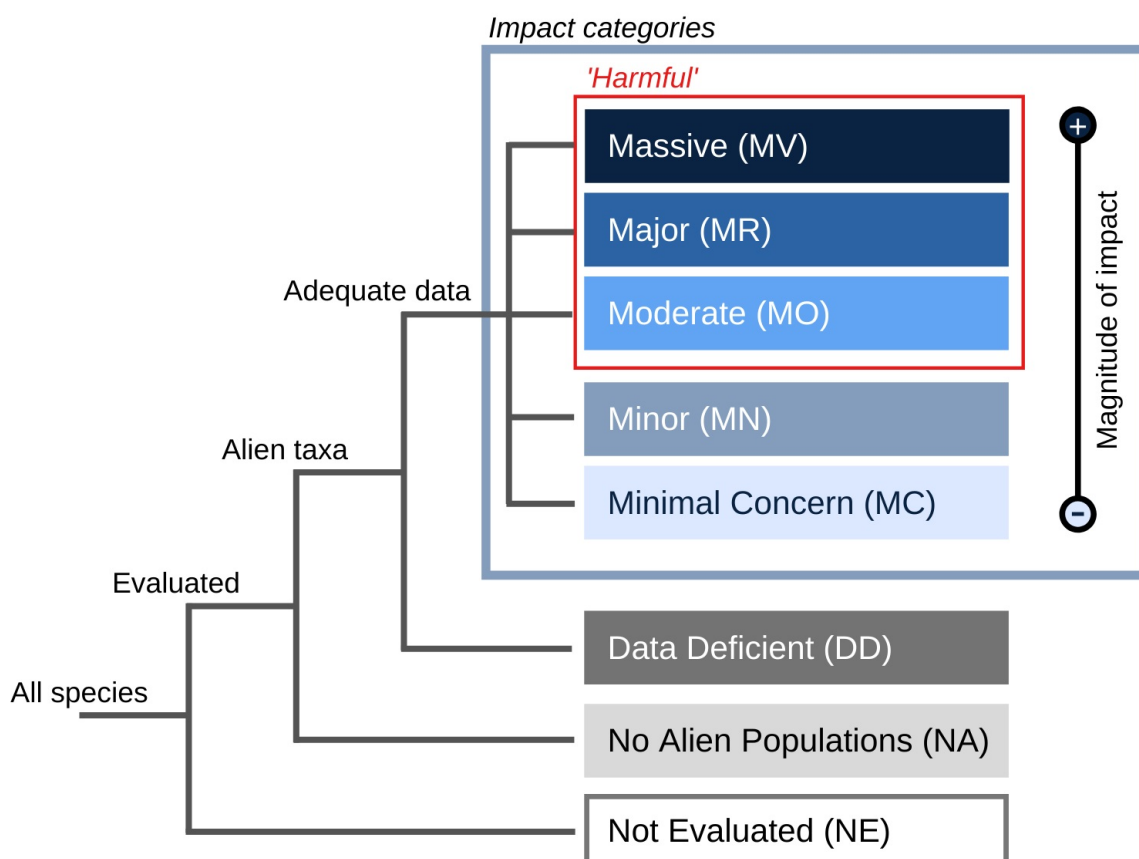 Impact categories
'Harmful'
Massive (MV)
+
Major (MR)
Magnitude of impact
Adequate data
Moderate (MO)
Minor (MN)
Alien taxa
Minimal Concern (MC)
-
Evaluated
Data Deficient (DD)
All species
No Alien Populations (NA)
Not Evaluated (NE)